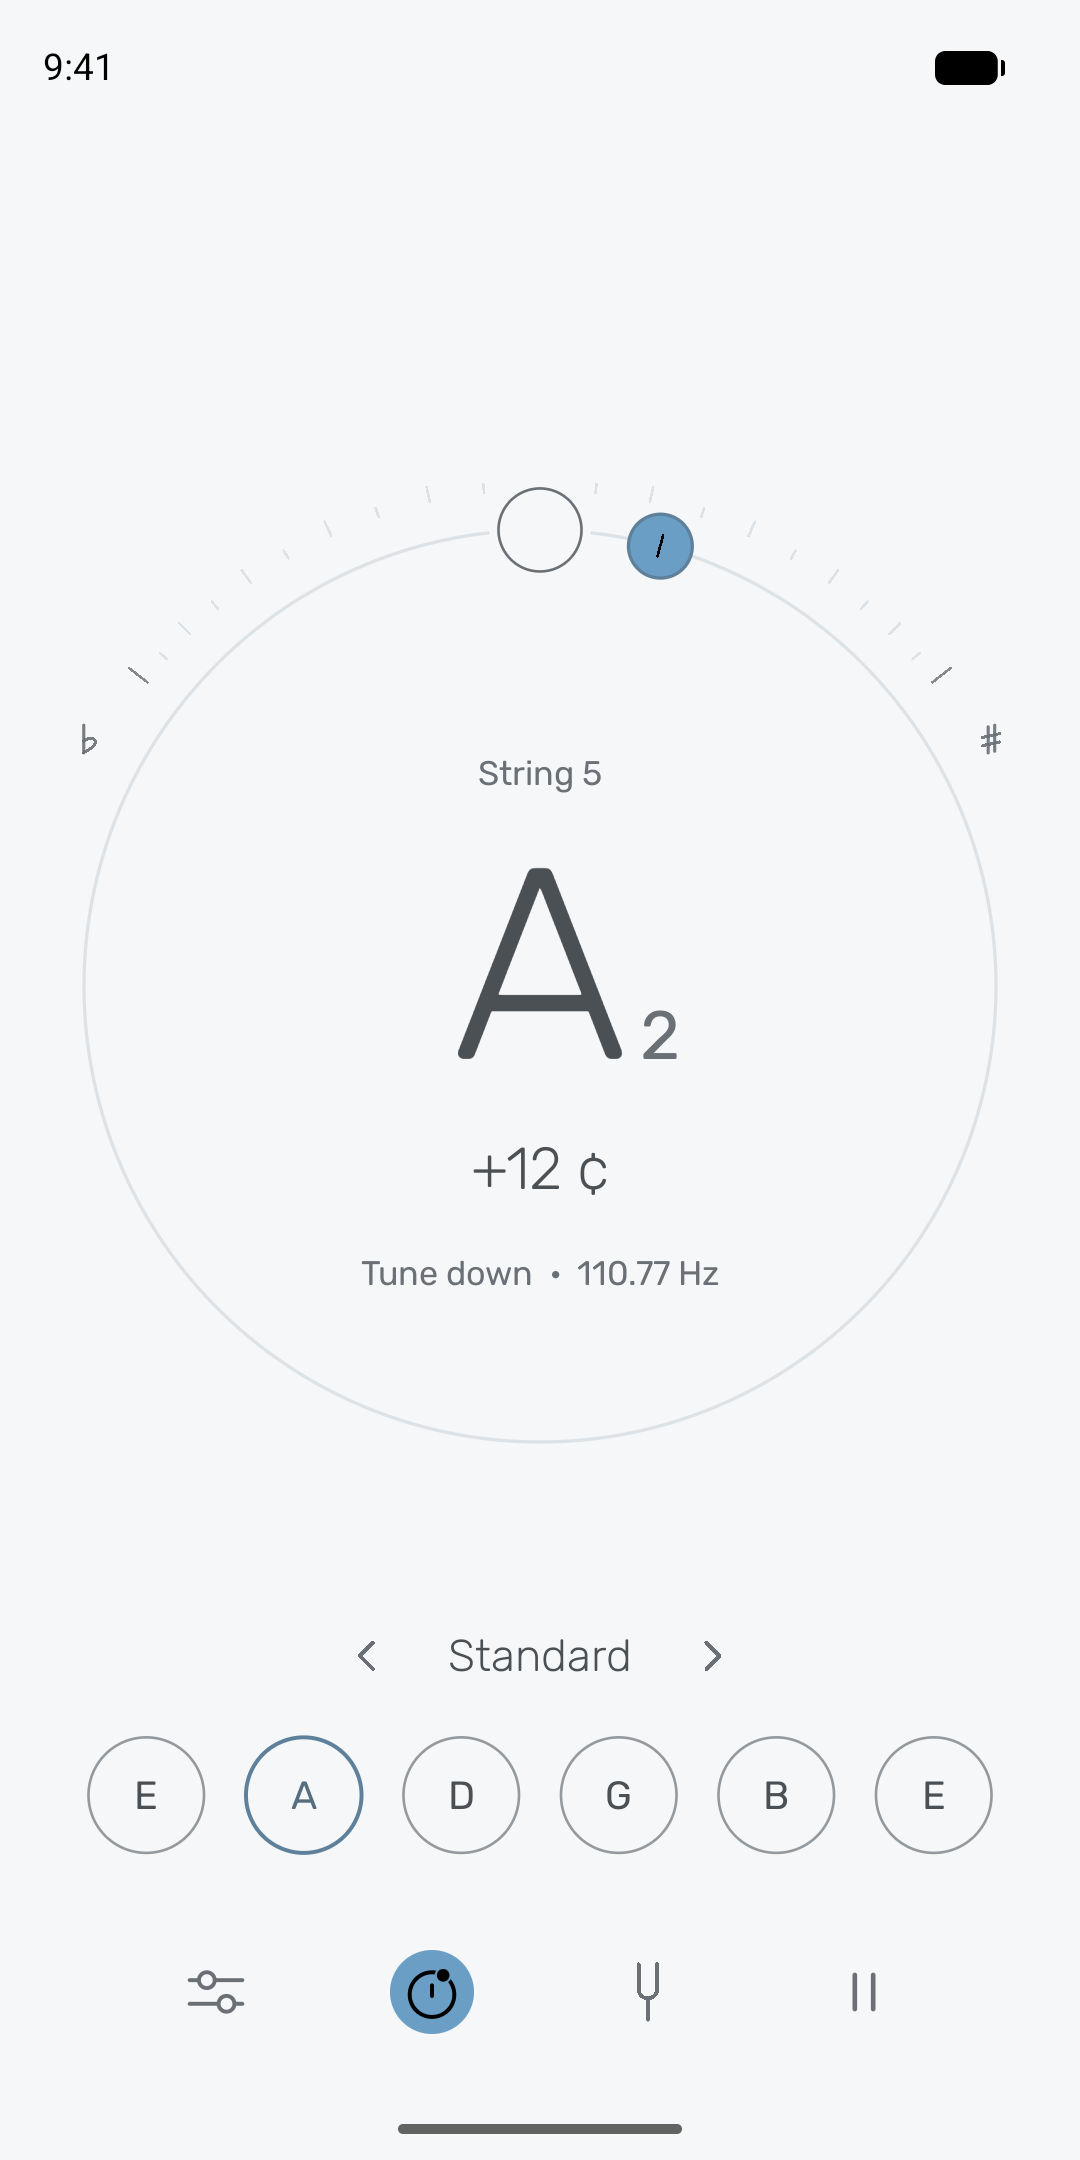 9:41
♭ ♯
String 5
A2
+12 ¢
Tune down • 110.77 Hz
Standard
E A D G B E